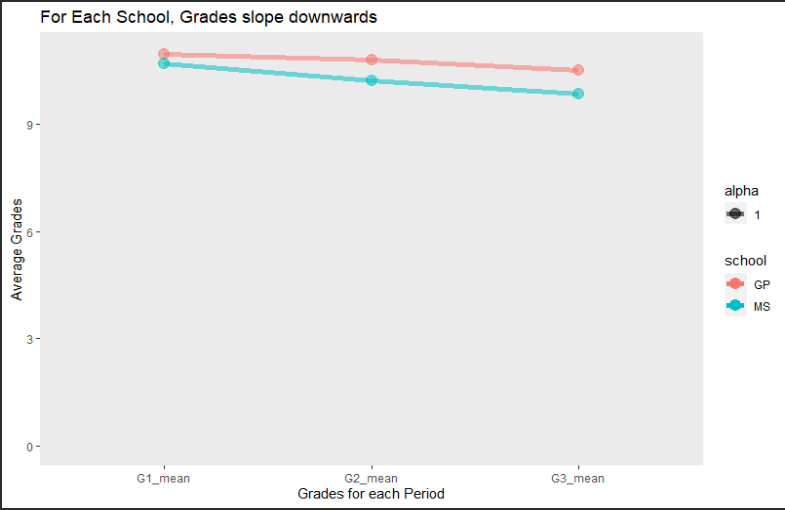 For Each School, Grades slope downwards
Average Grades
9
6
3
0
G1_mean G2_mean G3_mean
Grades for each Period
alpha
1
school
GP
MS